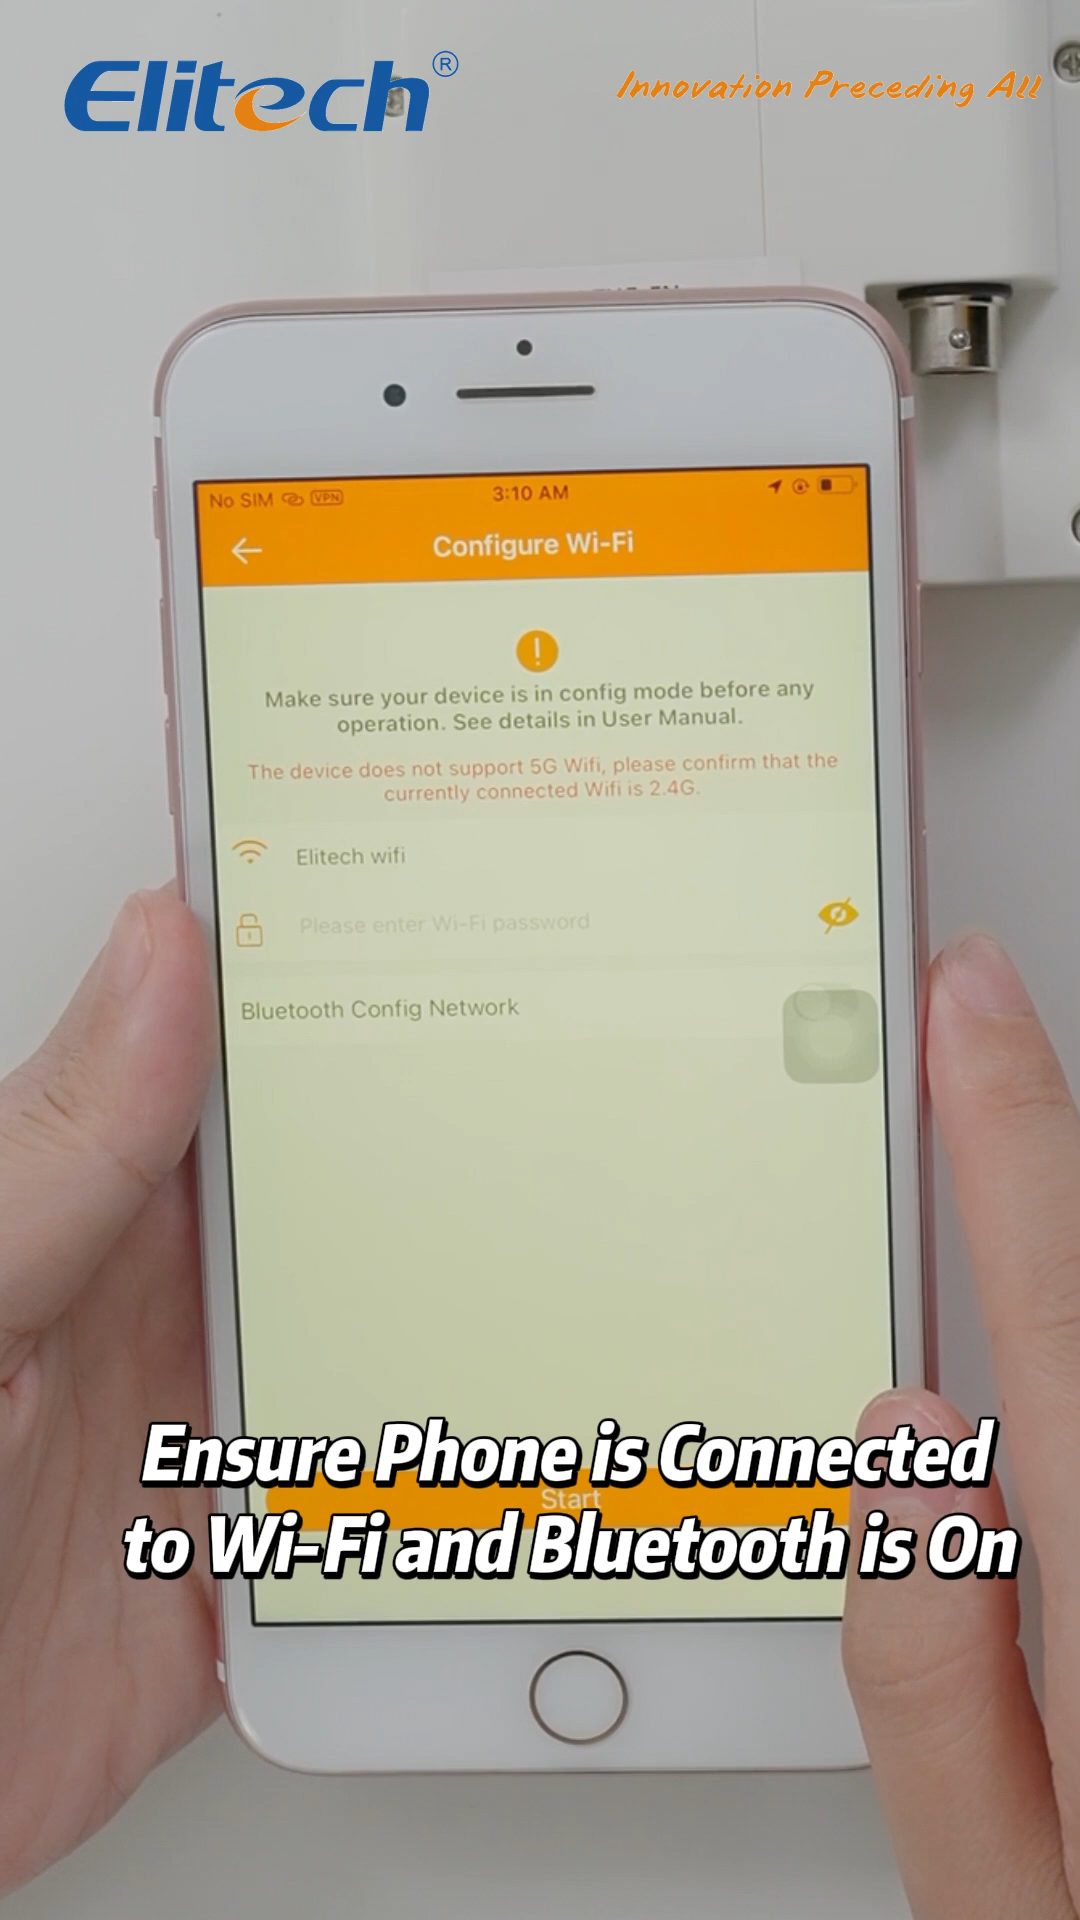 Elitech®
Innovation Preceding All
No SIM VPN 3:10 AM
Configure Wi-Fi
!
Make sure your device is in config mode before any
operation. See details in User Manual.
The device does not support 5G Wifi, please confirm that the
currently connected Wifi is 2.4G.
Elitech wifi
Please enter Wi-Fi password
Bluetooth Config Network
Ensure Phone is Connected
Start
to Wi-Fi and Bluetooth is On